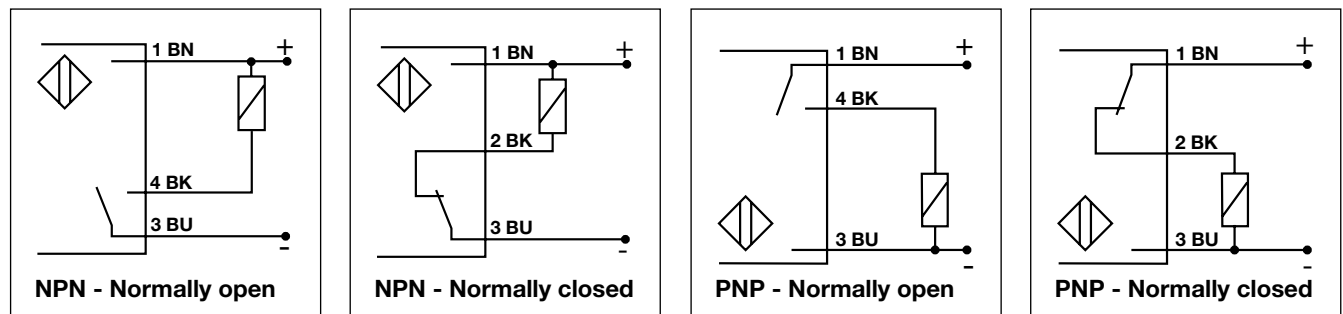 1 BN
+
4 BK
3 BU
-
NPN - Normally open
1 BN
+
2 BK
3 BU
-
NPN - Normally closed
+
1 BN
4 BK
3 BU
-
PNP - Normally open
+
1 BN
2 BK
3 BU
-
PNP - Normally closed